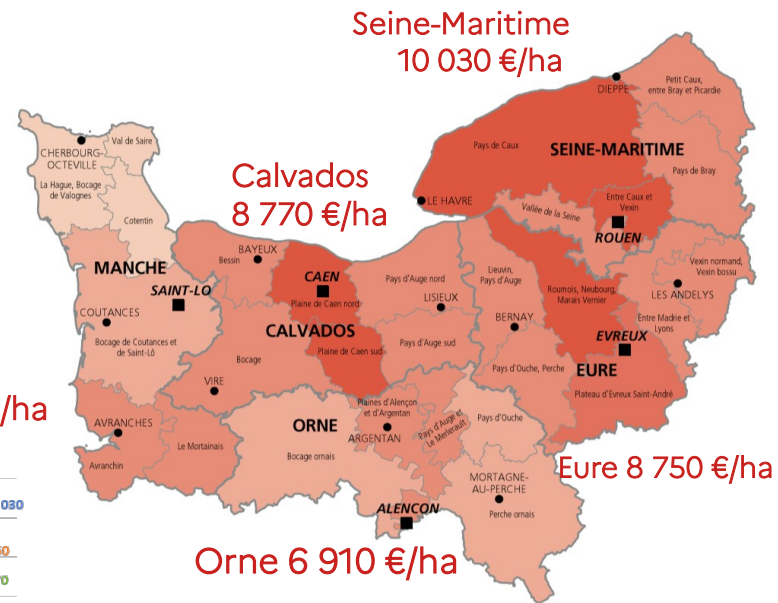 Seine-Maritime
10 030 €/ha
DIEPPE
Petit Caux,
entre Bray et Picardie
Pays de Caux
SEINE-MARITIME
Pays de Bray
LE HAVRE
Vallée de la Seine
Entre Caux et
Vexin
ROUEN
CHERBOURG-
OCTEVILLE
Val de Saire
La Hague, Bocage
de Valognes
Cotentin
Calvados
8 770 €/ha
MANCHE
SAINT-LO
COUTANCES
Bocage de Coutances et
de Saint-Lô
BAYEUX
Bessin
CAEN
Plaine de Caen nord
Pays d'Auge nord
LISIEUX
CALVADOS
Plaine de Caen sud
Pays d'Auge sud
Bocage
VIRE
Lieuvin,
Pays d'Auge
BERNAY
Roumois, Neubourg,
Marais Vernier
Vexin normand,
Vexin bossu
LES ANDELYS
Entre Madrie et
Lyons
EVREUX
EURE
Pays d'Ouche, Perche
Plateau d'Evreux Saint-André
/ha
AVRANCHES
Avranchin
Le Mortainais
ORNE
Bocage ornais
Plaines d'Alençon
et d'Argentan
ARGENTAN
Pays d'Auge et
Le Merlerault
Pays d'Ouche
MORTAGNE-
AU-PERCHE
Perche ornais
ALENCON
Eure 8 750 €/ha
Orne 6 910 €/ha
030